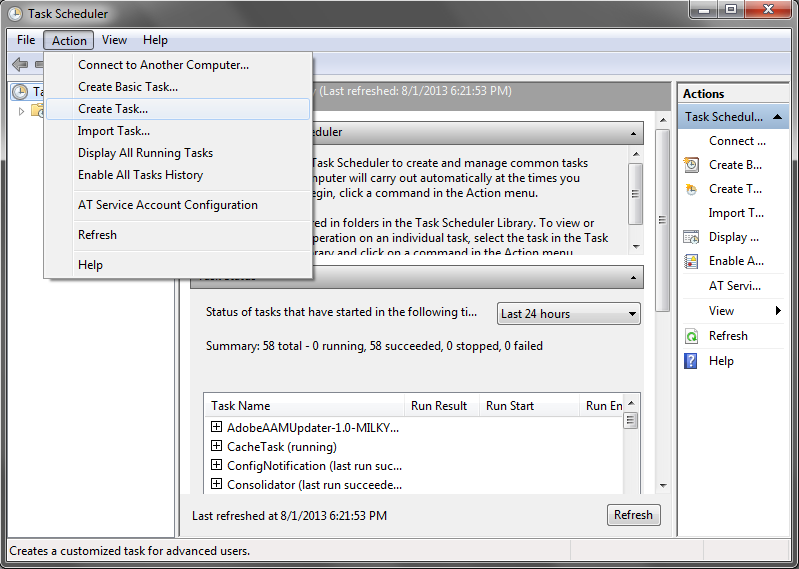 Task Scheduler
File Action View Help
Connect to Another Computer...
Create Basic Task...
Create Task...
Import Task...
Display All Running Tasks
Enable All Tasks History
AT Service Account Configuration
Refresh
Help
(Last refreshed: 8/1/2013 6:21:53 PM)
Task Scheduler to create and manage common tasks
computer will carry out automatically at the times you
click a command in the Action menu.
in folders in the Task Scheduler Library. To view or
operation on an individual task, select the task in the Task
and click on a command in the Action menu
Status of tasks that have started in the following ti... Last 24 hours
Summary: 58 total - 0 running, 58 succeeded, 0 stopped, 0 failed
Task Name Run Result Run Start Run En
AdobeAAMUpdater-1.0-MILKY...
CacheTask (running)
ConfigNotification (last run suc...
Consolidator (last run succeede...
Last refreshed at 8/1/2013 6:21:53 PM Refresh
Actions
Task Schedul...
Connect ...
Create B...
Create T...
Import T...
Display ...
Enable A...
AT Servi...
View
Refresh
Help
Creates a customized task for advanced users.